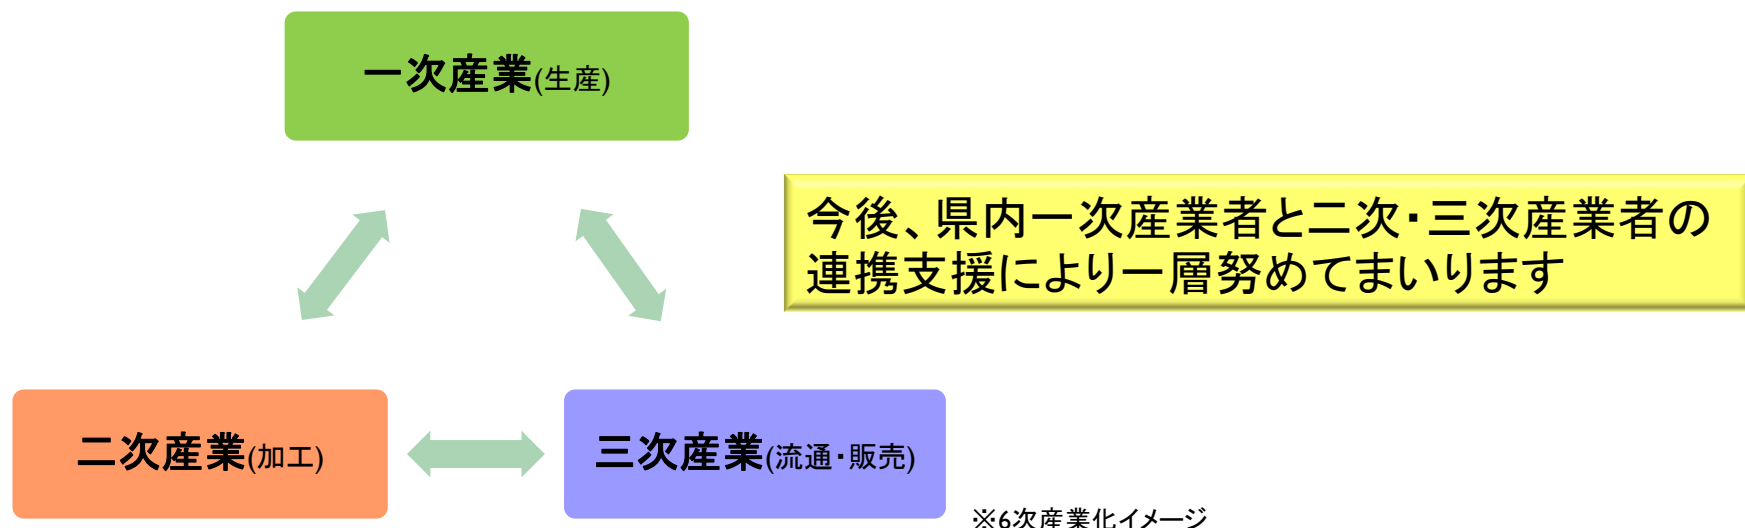 一次産業(生産)
今後、県内一次産業者と二次・三次産業者の
連携支援により一層努めてまいります
二次産業(加工)
三次産業(流通・販売)
※6次産業化イメージ